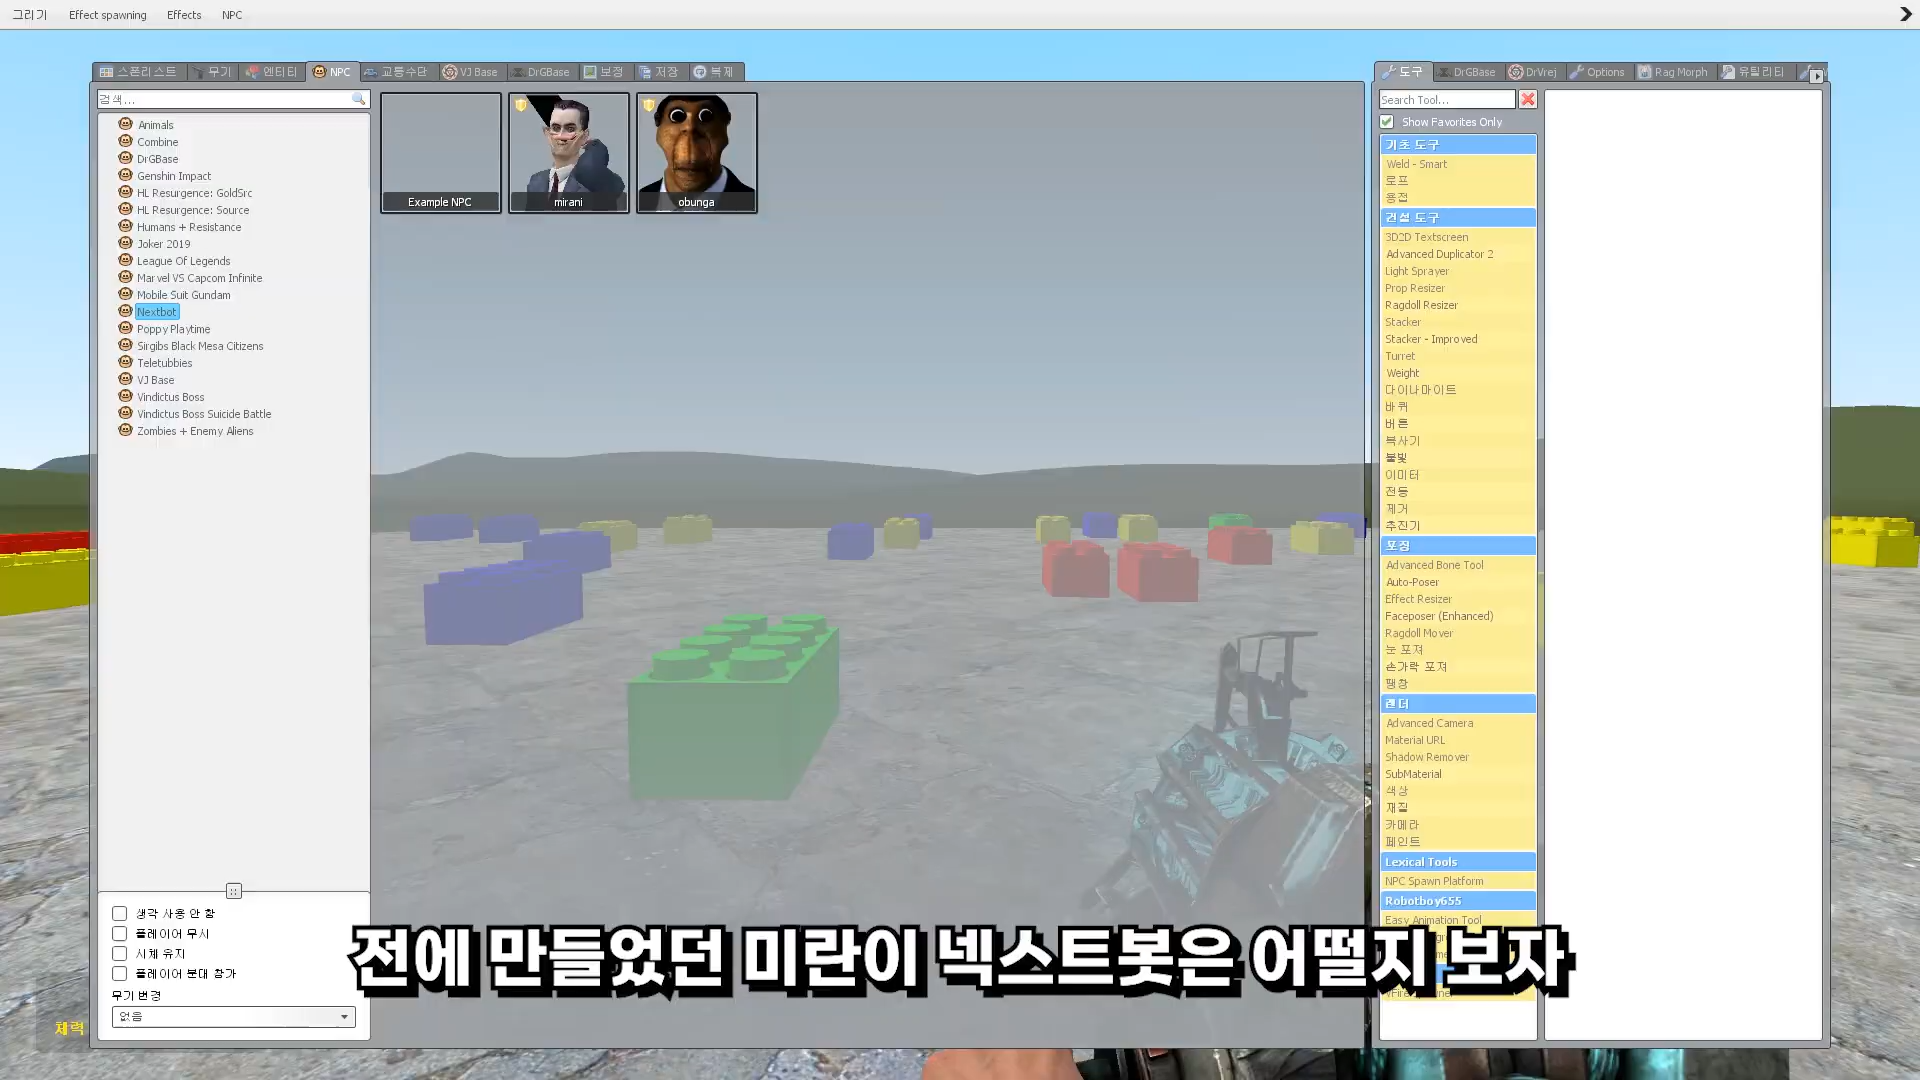 그리기 Effect spawning Effects NPC
스폰리스트 무기 엔티티 NPC 교통수단 VJ Base DrGBase 보정 저장 복제
도구 DrGBase DrVrej Options Rag Morph 유틸리티
검색...
Animals
Combine
DrGBase
Genshin Impact
HL Resurgence: GoldSrc
HL Resurgence: Source
Humans + Resistance
Joker 2019
League Of Legends
Marvel VS Capcom Infinite
Mobile Suit Gundam
Nextbot
Poppy Playtime
Sirgibs Black Mesa Citizens
Teletubbies
VJ Base
Vindictus Boss
Vindictus Boss Suicide Battle
Zombies + Enemy Aliens
생각 사용 안 함
플레이어 무시
시체 유지
플레이어 분대 참가
무기 변경
없음
체력
Example NPC
mirani
obunga
Search Tool...
Show Favorites Only
기초 도구
Weld - Smart
로프
용접
건설 도구
3D2D Textscreen
Advanced Duplicator 2
Light Sprayer
Prop Resizer
Ragdoll Resizer
Stacker
Stacker - Improved
Turret
Weight
다이나마이트
바퀴
버튼
복사기
불빛
이미터
전등
제거
추진기
포징
Advanced Bone Tool
Auto-Poser
Effect Resizer
Faceposer (Enhanced)
Ragdoll Mover
눈 포져
손가락 포져
팽창
렌더
Advanced Camera
Material URL
Shadow Remover
SubMaterial
색상
재질
카메라
페인트
Lexical Tools
NPC Spawn Platform
Robotboy655
Easy Animation Tool
전에 만들었던 미란이 넥스트봇은 어떨지 보자